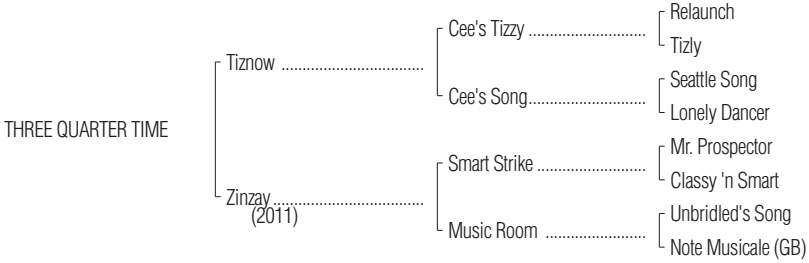 Relaunch
Cee's Tizzy ..............................
Tizly
Tiznow ....................................
Seattle Song
Cee's Song..............................
Lonely Dancer
THREE QUARTER TIME
Mr. Prospector
Smart Strike ............................
Classy 'n Smart
Zinzay......................................
(2011)
Unbridled's Song
Music Room ..........................
Note Musicale (GB)